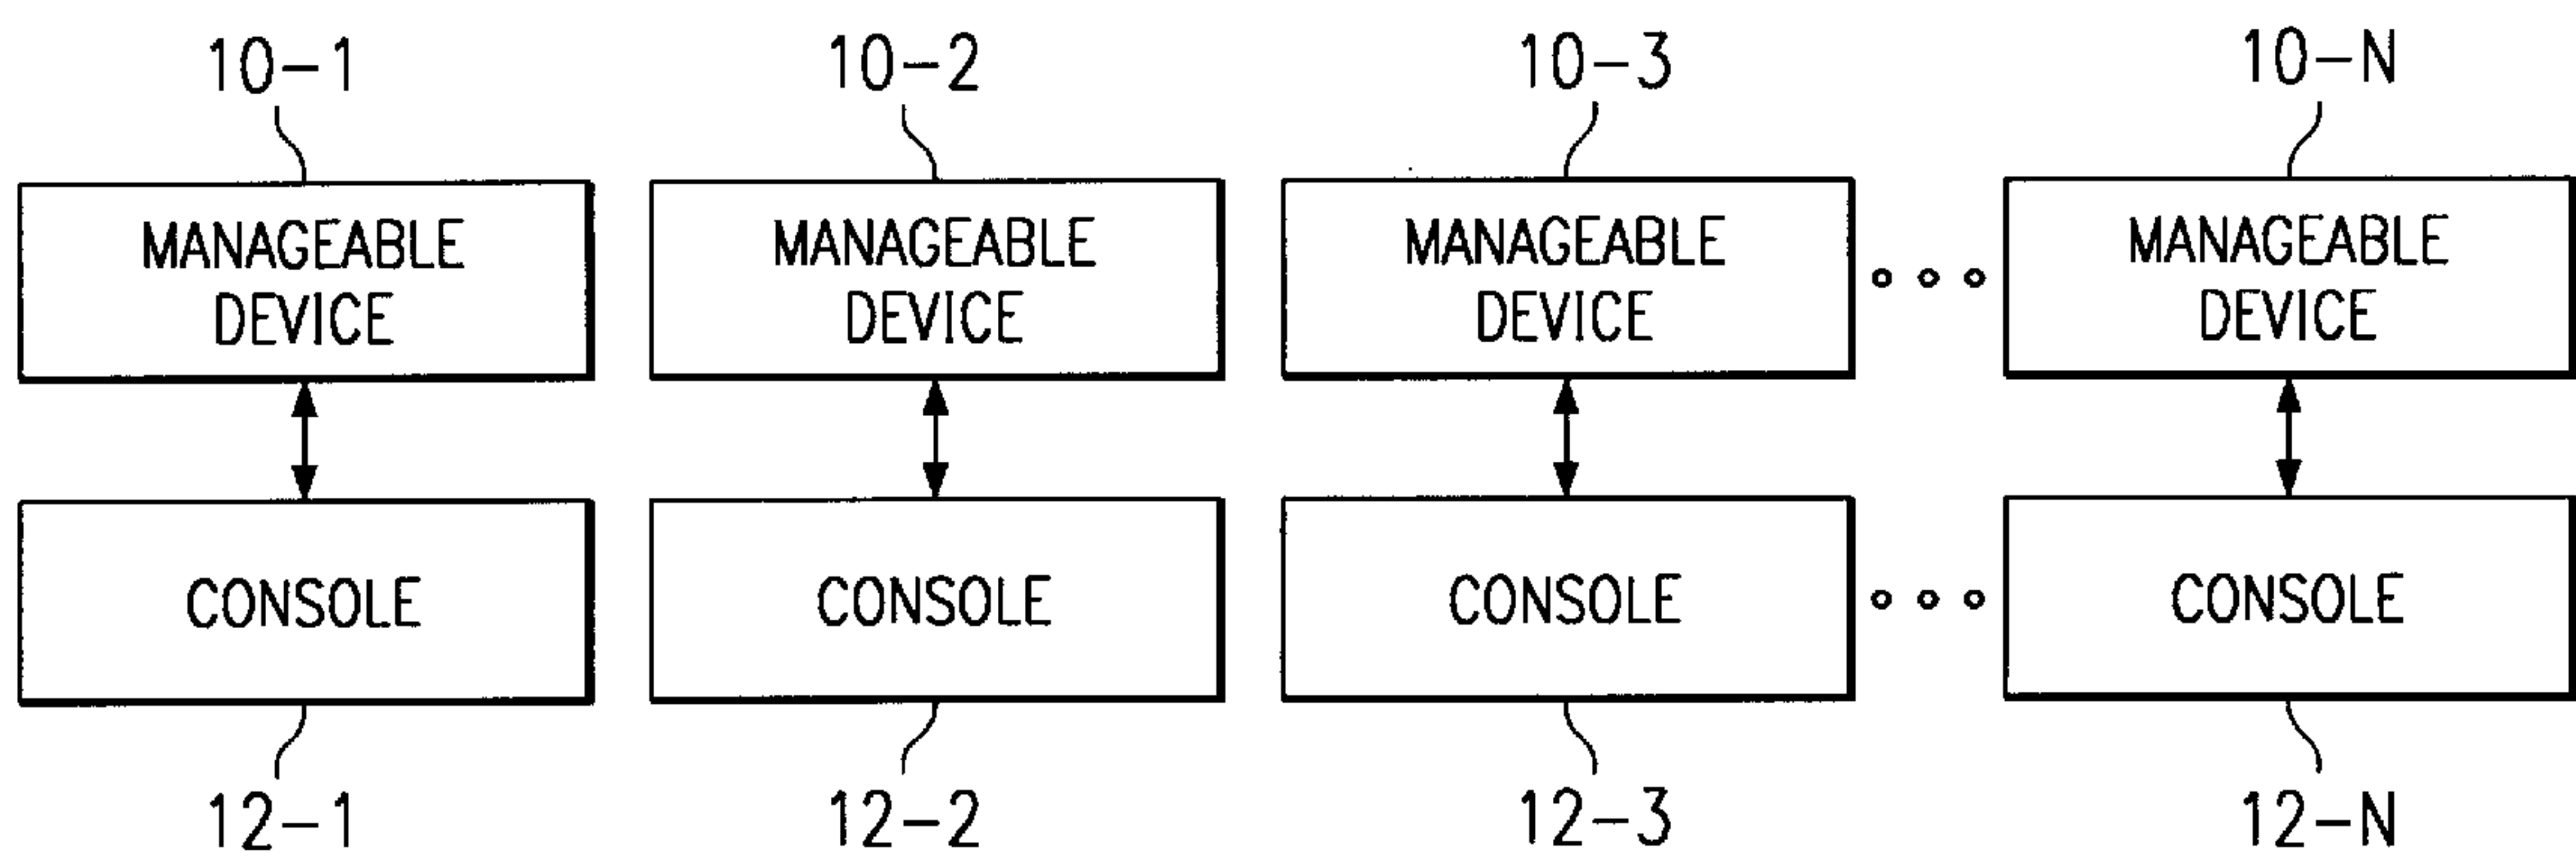 10-1 10-2 10-3 10-N
MANAGEABLE DEVICE
MANAGEABLE DEVICE
MANAGEABLE DEVICE
MANAGEABLE DEVICE
CONSOLE CONSOLE CONSOLE CONSOLE
12-1 12-2 12-3 12-N